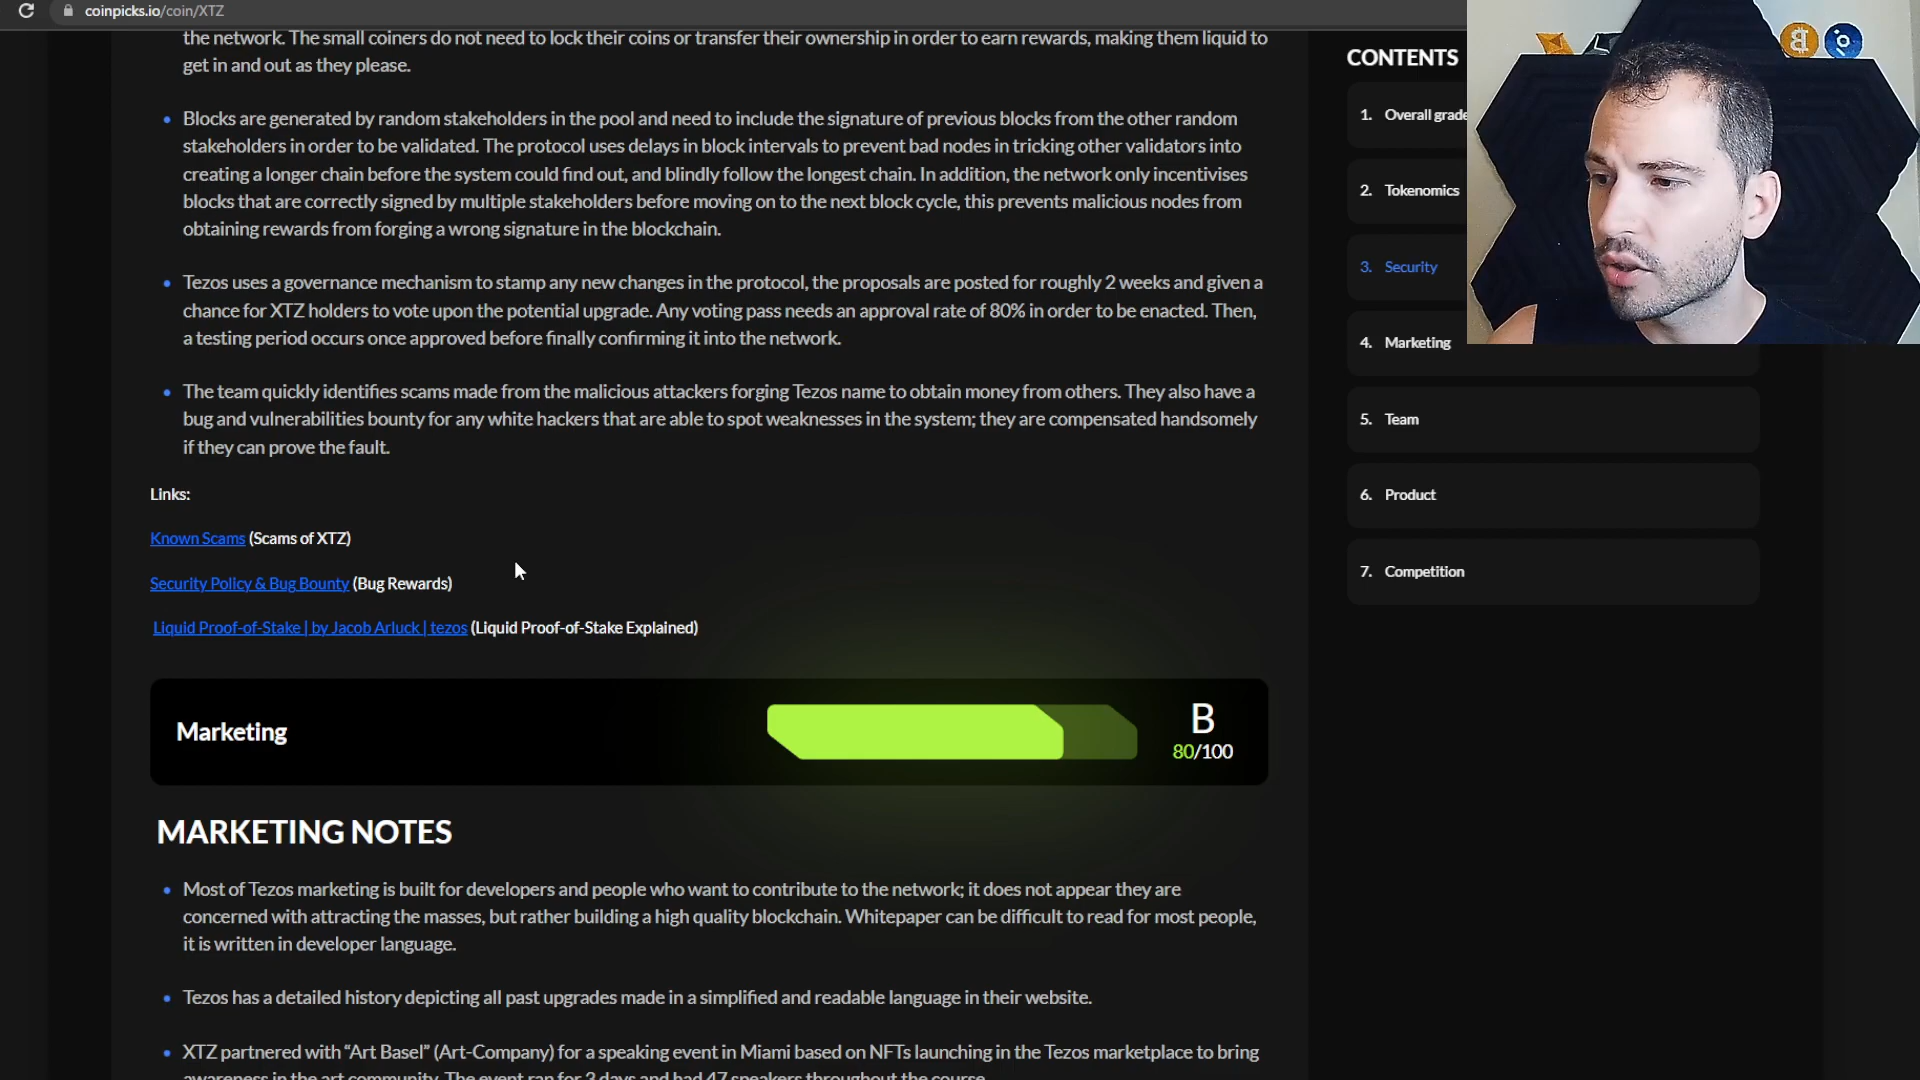 coinpicks.io/coin/XTZ
the network. The small coiners do not need to lock their coins or transfer their ownership in order to earn rewards, making them liquid to
get in and out as they please.
Blocks are generated by random stakeholders in the pool and need to include the signature of previous blocks from the other random
stakeholders in order to be validated. The protocol uses delays in block intervals to prevent bad nodes in tricking other validators into
creating a longer chain before the system could find out, and blindly follow the longest chain. In addition, the network only incentivises
blocks that are correctly signed by multiple stakeholders before moving on to the next block cycle, this prevents malicious nodes from
obtaining rewards from forging a wrong signature in the blockchain.
Tezos uses a governance mechanism to stamp any new changes in the protocol, the proposals are posted for roughly 2 weeks and given a
chance for XTZ holders to vote upon the potential upgrade. Any voting pass needs an approval rate of 80% in order to be enacted. Then,
a testing period occurs once approved before finally confirming it into the network.
The team quickly identifies scams made from the malicious attackers forging Tezos name to obtain money from others. They also have a
bug and vulnerabilities bounty for any white hackers that are able to spot weaknesses in the system; they are compensated handsomely
if they can prove the fault.
Links:
Known Scams (Scams of XTZ)
Security Policy & Bug Bounty (Bug Rewards)
Liquid Proof-of-Stake | by Jacob Arluck | tezos (Liquid Proof-of-Stake Explained)
Marketing
B
80/100
MARKETING NOTES
Most of Tezos marketing is built for developers and people who want to contribute to the network; it does not appear they are
concerned with attracting the masses, but rather building a high quality blockchain. Whitepaper can be difficult to read for most people,
it is written in developer language.
Tezos has a detailed history depicting all past upgrades made in a simplified and readable language in their website.
XTZ partnered with “Art Basel” (Art-Company) for a speaking event in Miami based on NFTs launching in the Tezos marketplace to bring
awareness in the art community. The event ran for 3 days and had 47 speakers throughout the course.
CONTENTS
1. Overall grade
2. Tokenomics
3. Security
4. Marketing
5. Team
6. Product
7. Competition